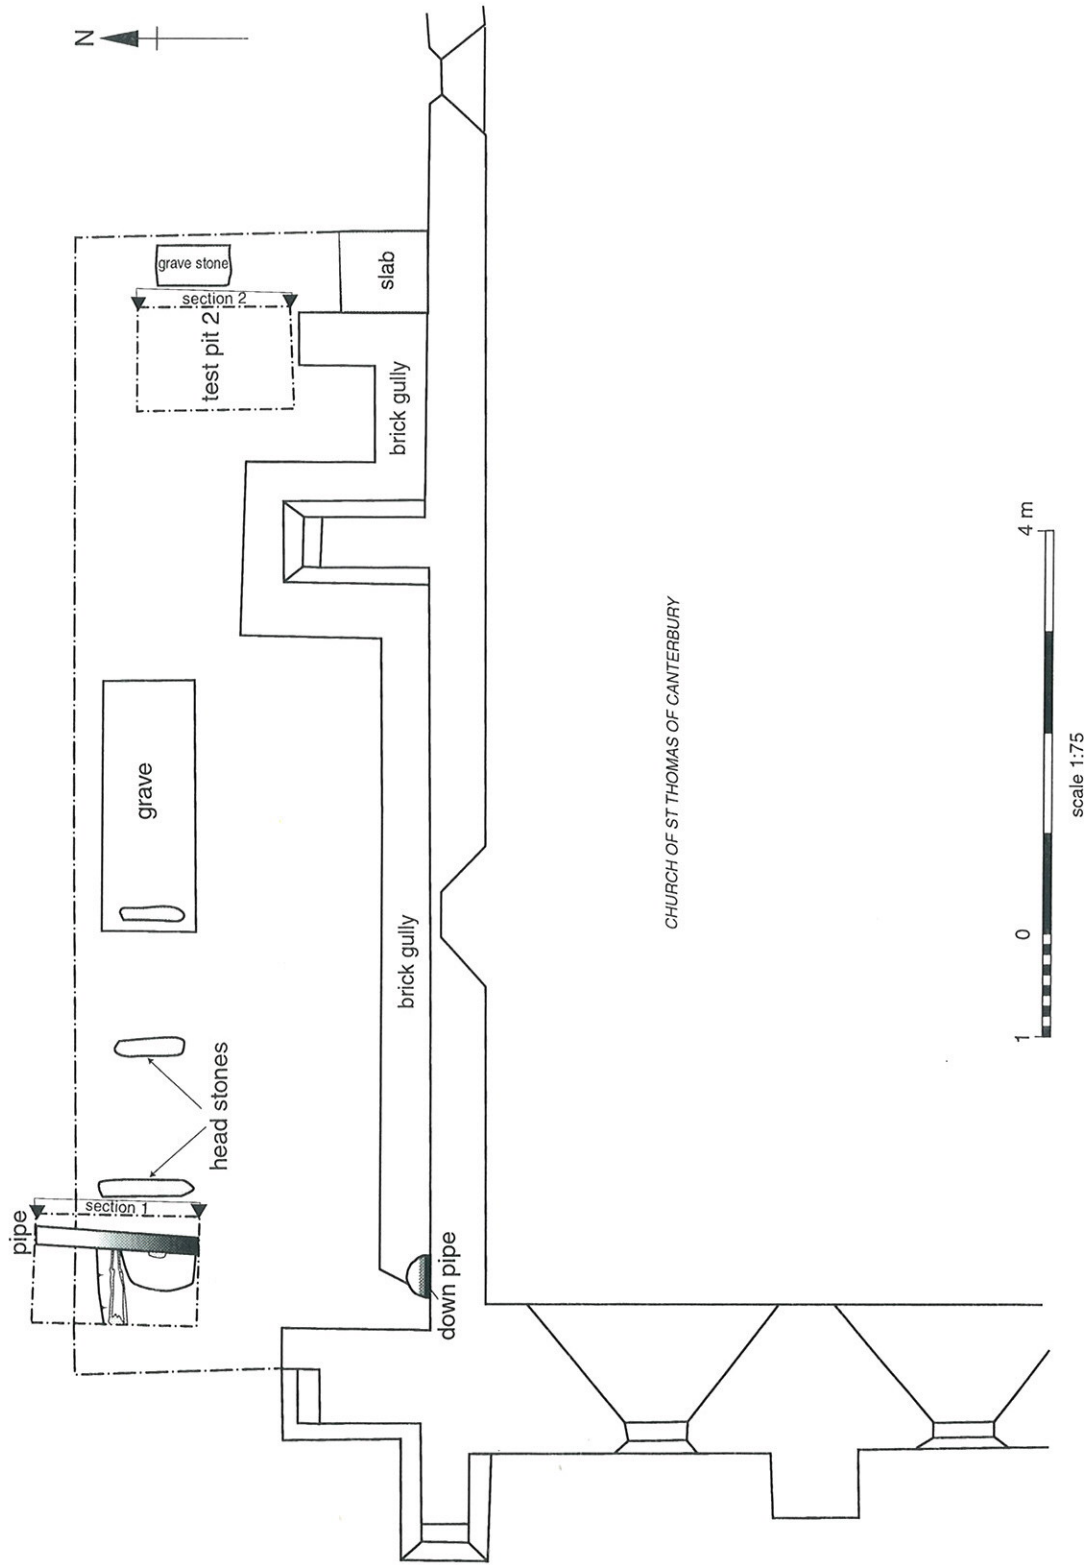 N
pipe
section 1
head stones
grave
grave stone
section 2
test pit 2
slab
brick gully
brick gully
down pipe
CHURCH OF ST THOMAS OF CANTERBURY
1 0 4 m
scale 1:75